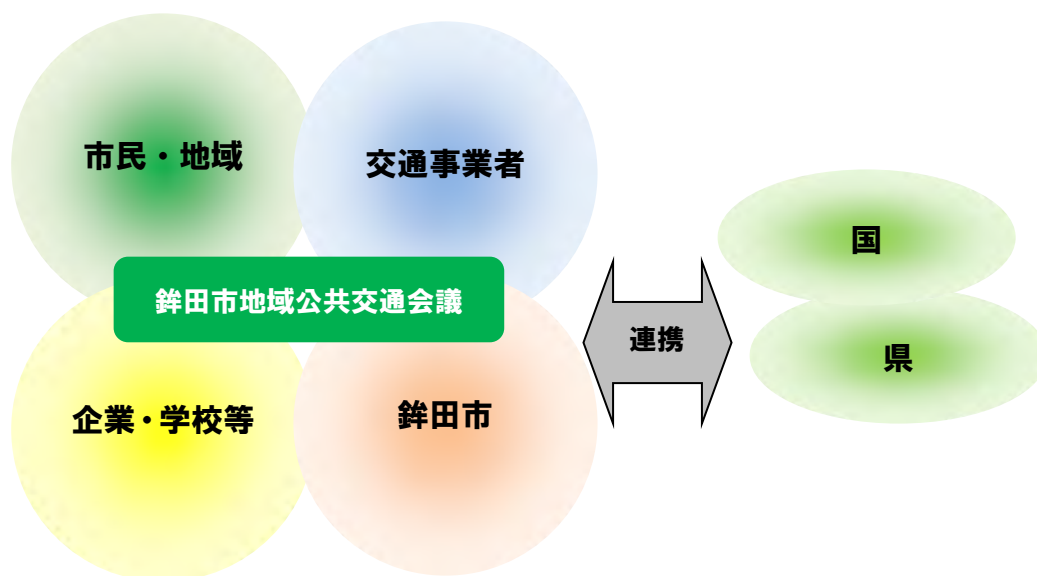 市民・地域
交通事業者
鉾田市地域公共交通会議
企業・学校等
鉾田市
連携
国
県